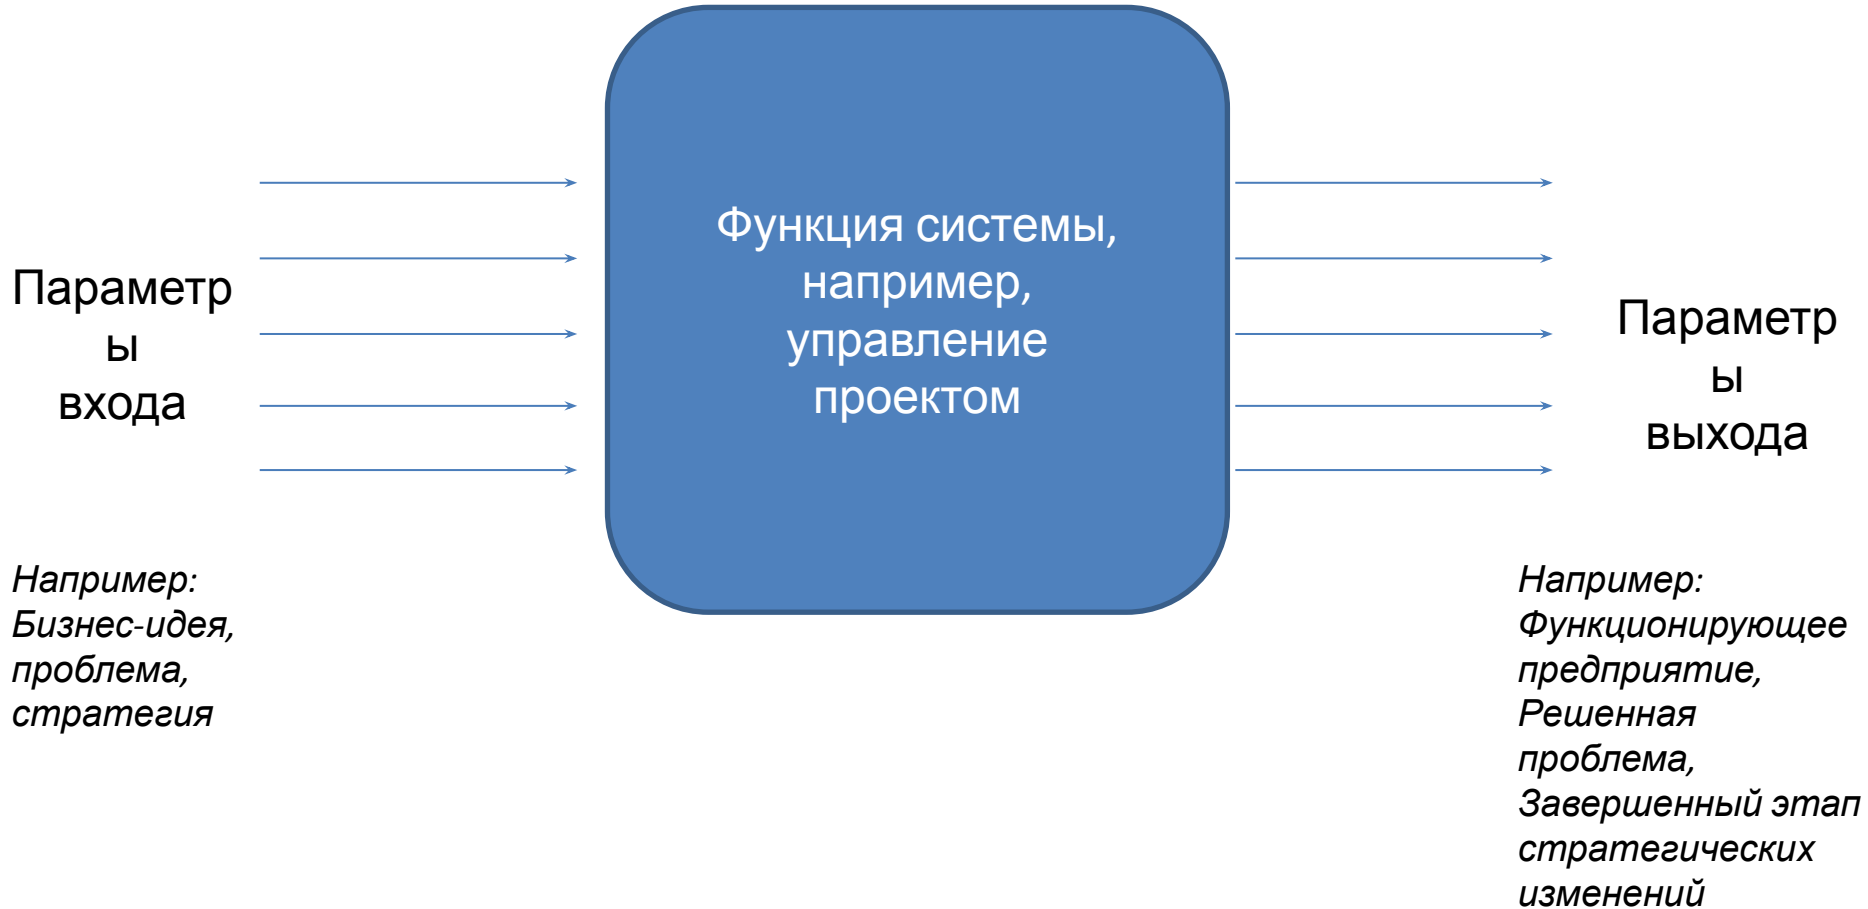 Параметр
ы
входа
Например:
Бизнес-идея,
проблема,
стратегия
Функция системы,
например,
управление
проектом
Параметр
ы
выхода
Например:
Функционирующее
предприятие,
Решенная
проблема,
Завершенный этап
стратегических
изменений